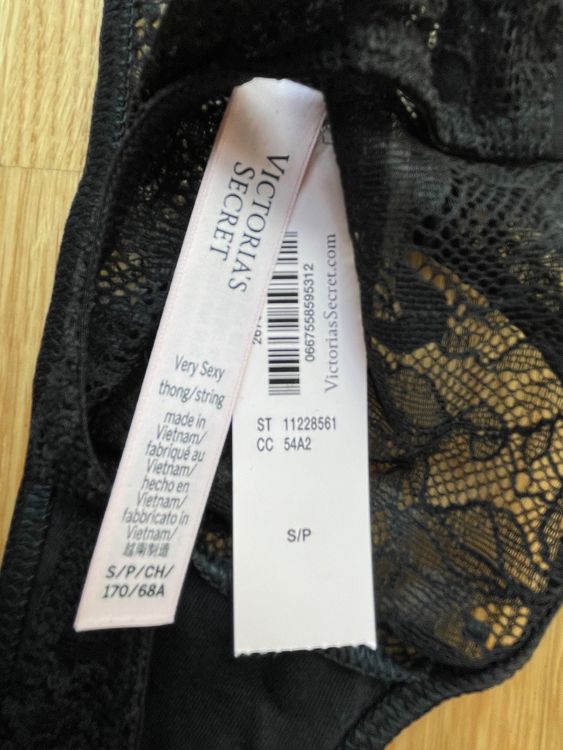 VICTORIA'S
SECRET
Very Sexy
thong/string
made in
Vietnam/
fabriqué au
Vietnam/
hecho en
Vietnam/
fabbricato in
Vietnam/
越南制造
S/P/CH/
170/68A
0667558595312
VictoriasSecret.com
ST 11228561
CC 54A2
S/P